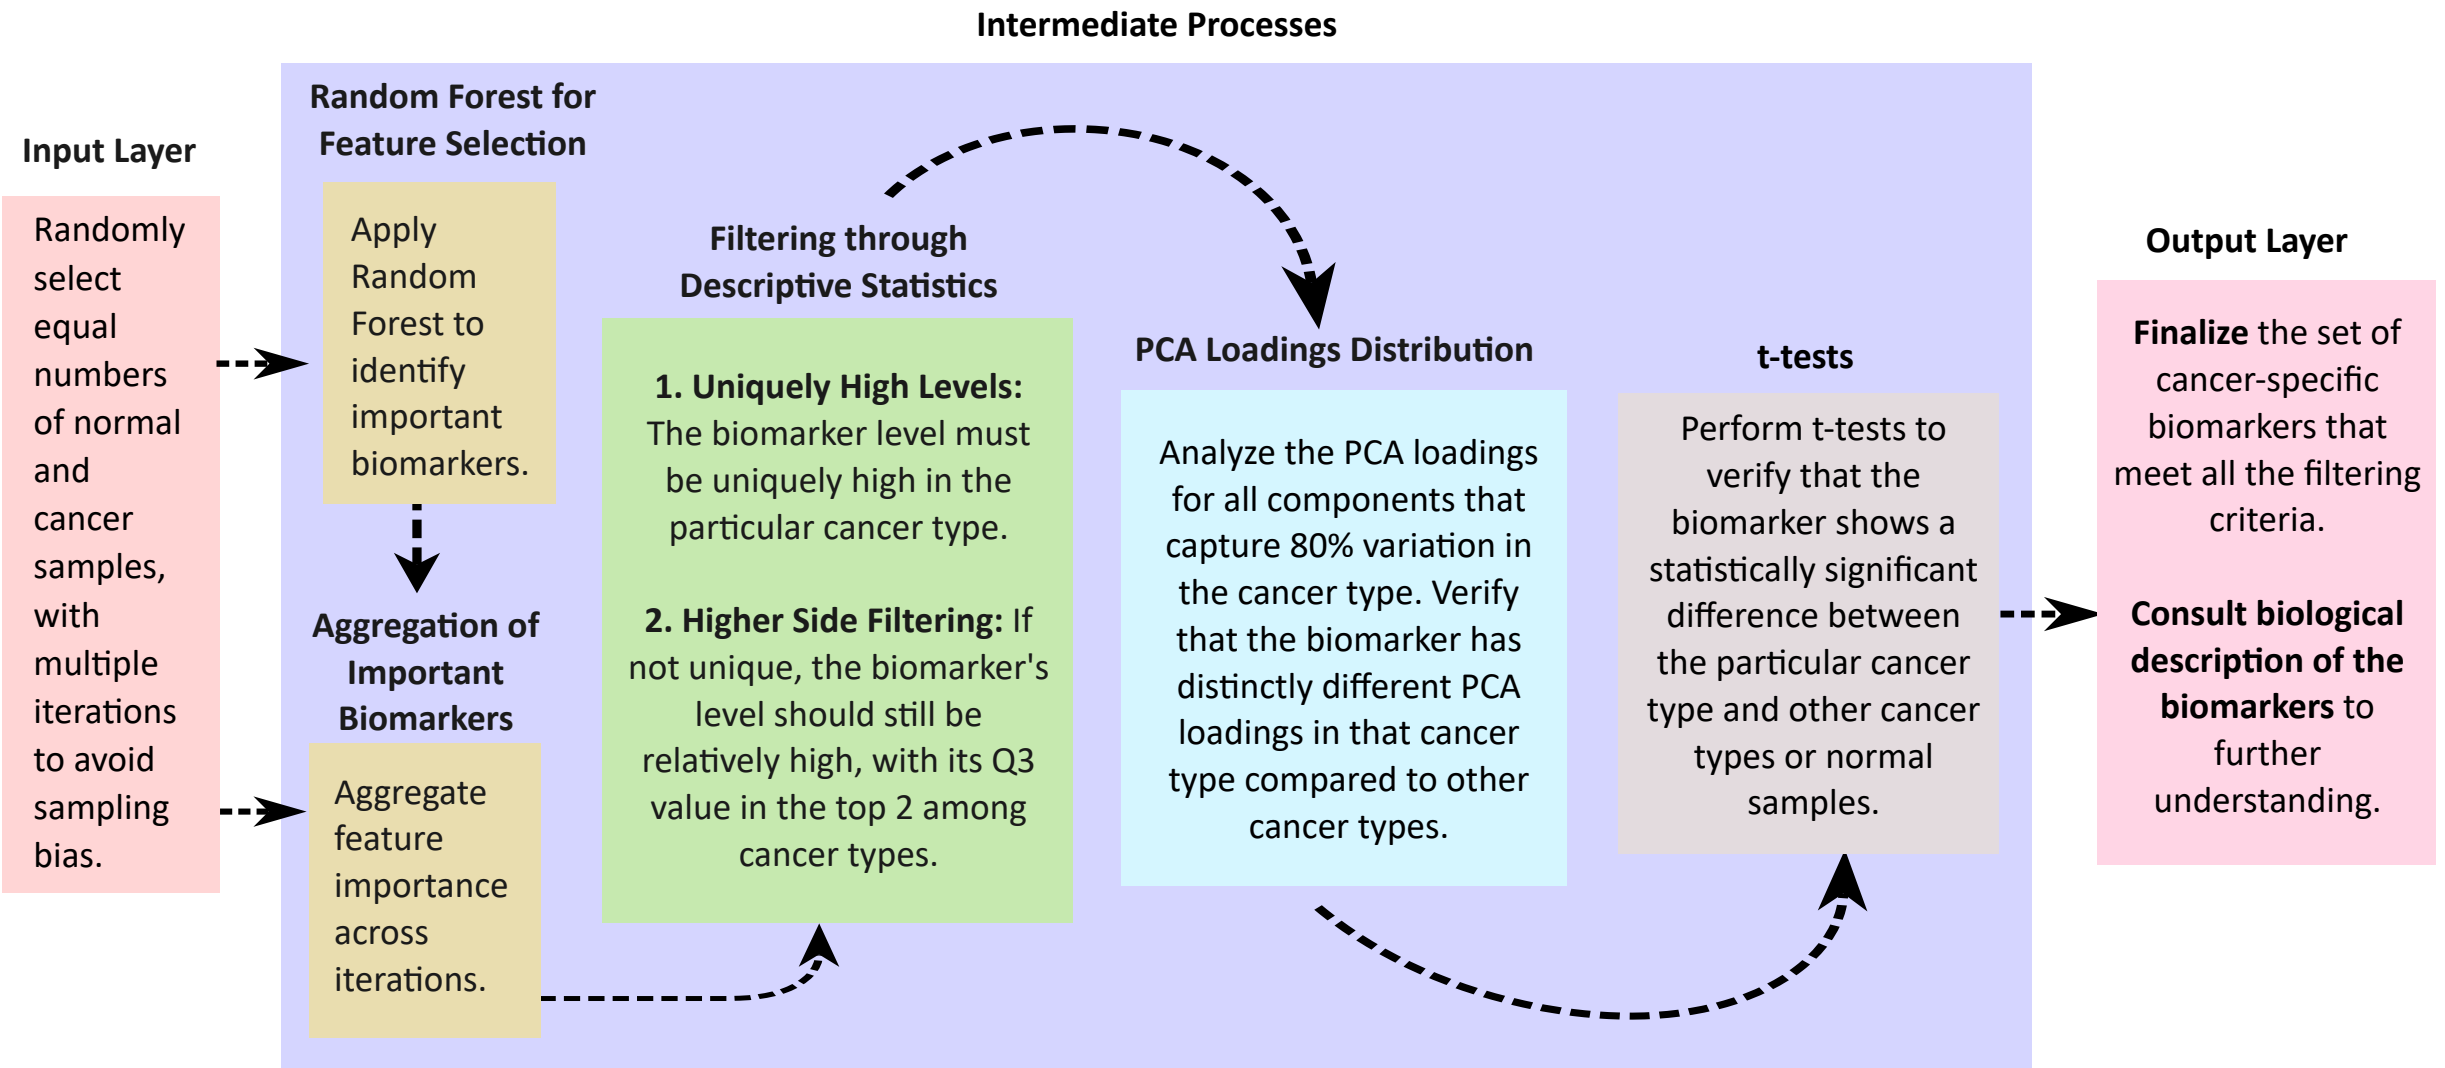 Intermediate Processes
Input Layer
Randomly
select
equal
numbers
of normal
and
cancer
samples,
with
multiple
iterations
to avoid
sampling
bias.
Random Forest for
Feature Selection
Apply
Random
Forest to
identify
important
biomarkers.
Aggregation of
Important
Biomarkers
Aggregate
feature
importance
across
iterations.
Filtering through
Descriptive Statistics
1. Uniquely High Levels:
The biomarker level must
be uniquely high in the
particular cancer type.
2. Higher Side Filtering: If
not unique, the biomarker's
level should still be
relatively high, with its Q3
value in the top 2 among
cancer types.
PCA Loadings Distribution
Analyze the PCA loadings
for all components that
capture 80% variation in
the cancer type. Verify
that the biomarker has
distinctly different PCA
loadings in that cancer
type compared to other
cancer types.
t-tests
Perform t-tests to
verify that the
biomarker shows a
statistically significant
difference between
the particular cancer
type and other cancer
types or normal
samples.
Output Layer
Finalize the set of
cancer-specific
biomarkers that
meet all the filtering
criteria.
Consult biological
description of the
biomarkers to
further
understanding.